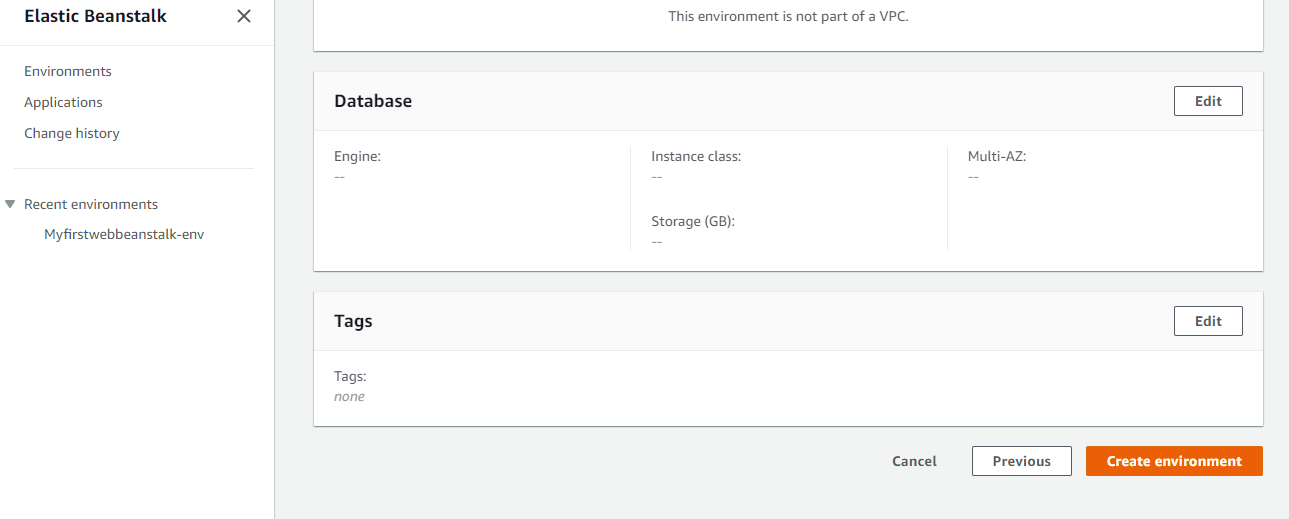 Elastic Beanstalk
Environments
Applications
Change history
Recent environments
Myfirstwebbeanstalk-env
This environment is not part of a VPC.
Database
Edit
Engine:
--
Instance class:
--
Storage (GB):
--
Multi-AZ:
--
Tags
Edit
Tags:
none
Cancel
Previous
Create environment